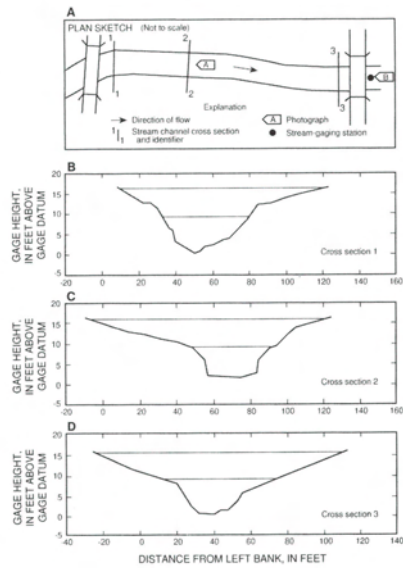 A
PLAN SKETCH (Not to scale)
1 2 3
A B
1 2 3
Explanation
Direction of flow
A Photograph
1 Stream channel cross section
1 and identifier
Stream-gaging station
B
GAGE HEIGHT,
IN FEET ABOVE
GAGE DATUM
20
15
10
5
0
-5
Cross section 1
-20 0 20 40 60 80 100 120 140
C
GAGE HEIGHT,
IN FEET ABOVE
GAGE DATUM
20
15
10
5
0
-5
Cross section 2
-20 0 20 40 60 80 100 120 140
D
GAGE HEIGHT,
IN FEET ABOVE
GAGE DATUM
20
15
10
5
0
-5
Cross section 3
-40 -20 0 20 40 60 80 100 120 140
DISTANCE FROM LEFT BANK, IN FEET